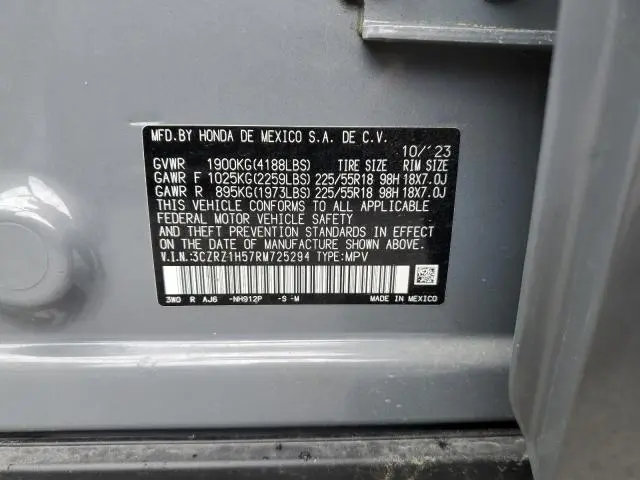 MFD.BY HONDA DE MEXICO S.A. DE C.V.
10/'23
GVWR 1900KG(4188LBS) TIRE SIZE RIM SIZE
GAWR F 1025KG(2259LBS) 225/55R18 98H 18X7.0J
GAWR R 895KG(1973LBS) 225/55R18 98H 18X7.0J
THIS VEHICLE CONFORMS TO ALL APPLICABLE
FEDERAL MOTOR VEHICLE SAFETY
AND THEFT PREVENTION STANDARDS IN EFFECT
ON THE DATE OF MANUFACTURE SHOWN ABOVE.
V.I.N.:3CZRZ1H57RM725294 TYPE:MPV
3W0 R AJ6 -NH912P -S -M MADE IN MEXICO